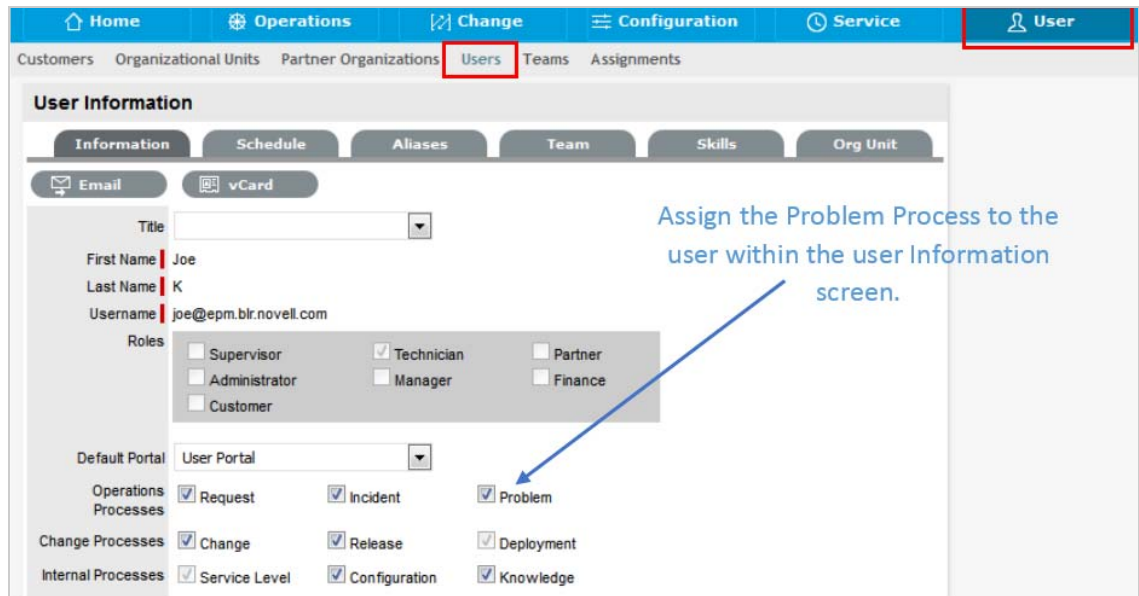 Home Operations Change Configuration Service User
Customers Organizational Units Partner Organizations Users Teams Assignments
User Information
Information Schedule Aliases Team Skills Org Unit
Email vCard
Title
First Name Joe
Last Name K
Username joe@epm.blr.novell.com
Roles
Supervisor Technician Partner
Administrator Manager Finance
Customer
Assign the Problem Process to the
user within the user Information
screen.
Default Portal User Portal
Operations Processes Request Incident Problem
Change Processes Change Release Deployment
Internal Processes Service Level Configuration Knowledge